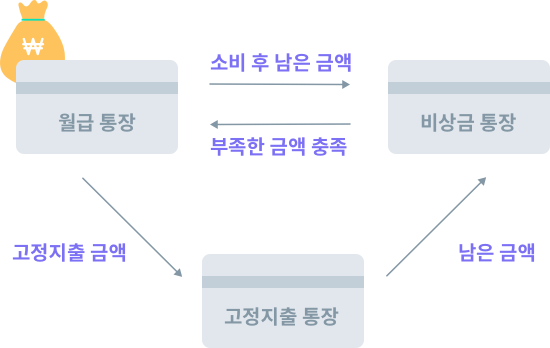 ₩
소비 후 남은 금액
월급 통장
비상금 통장
부족한 금액 충족
고정지출 금액
남은 금액
고정지출 통장